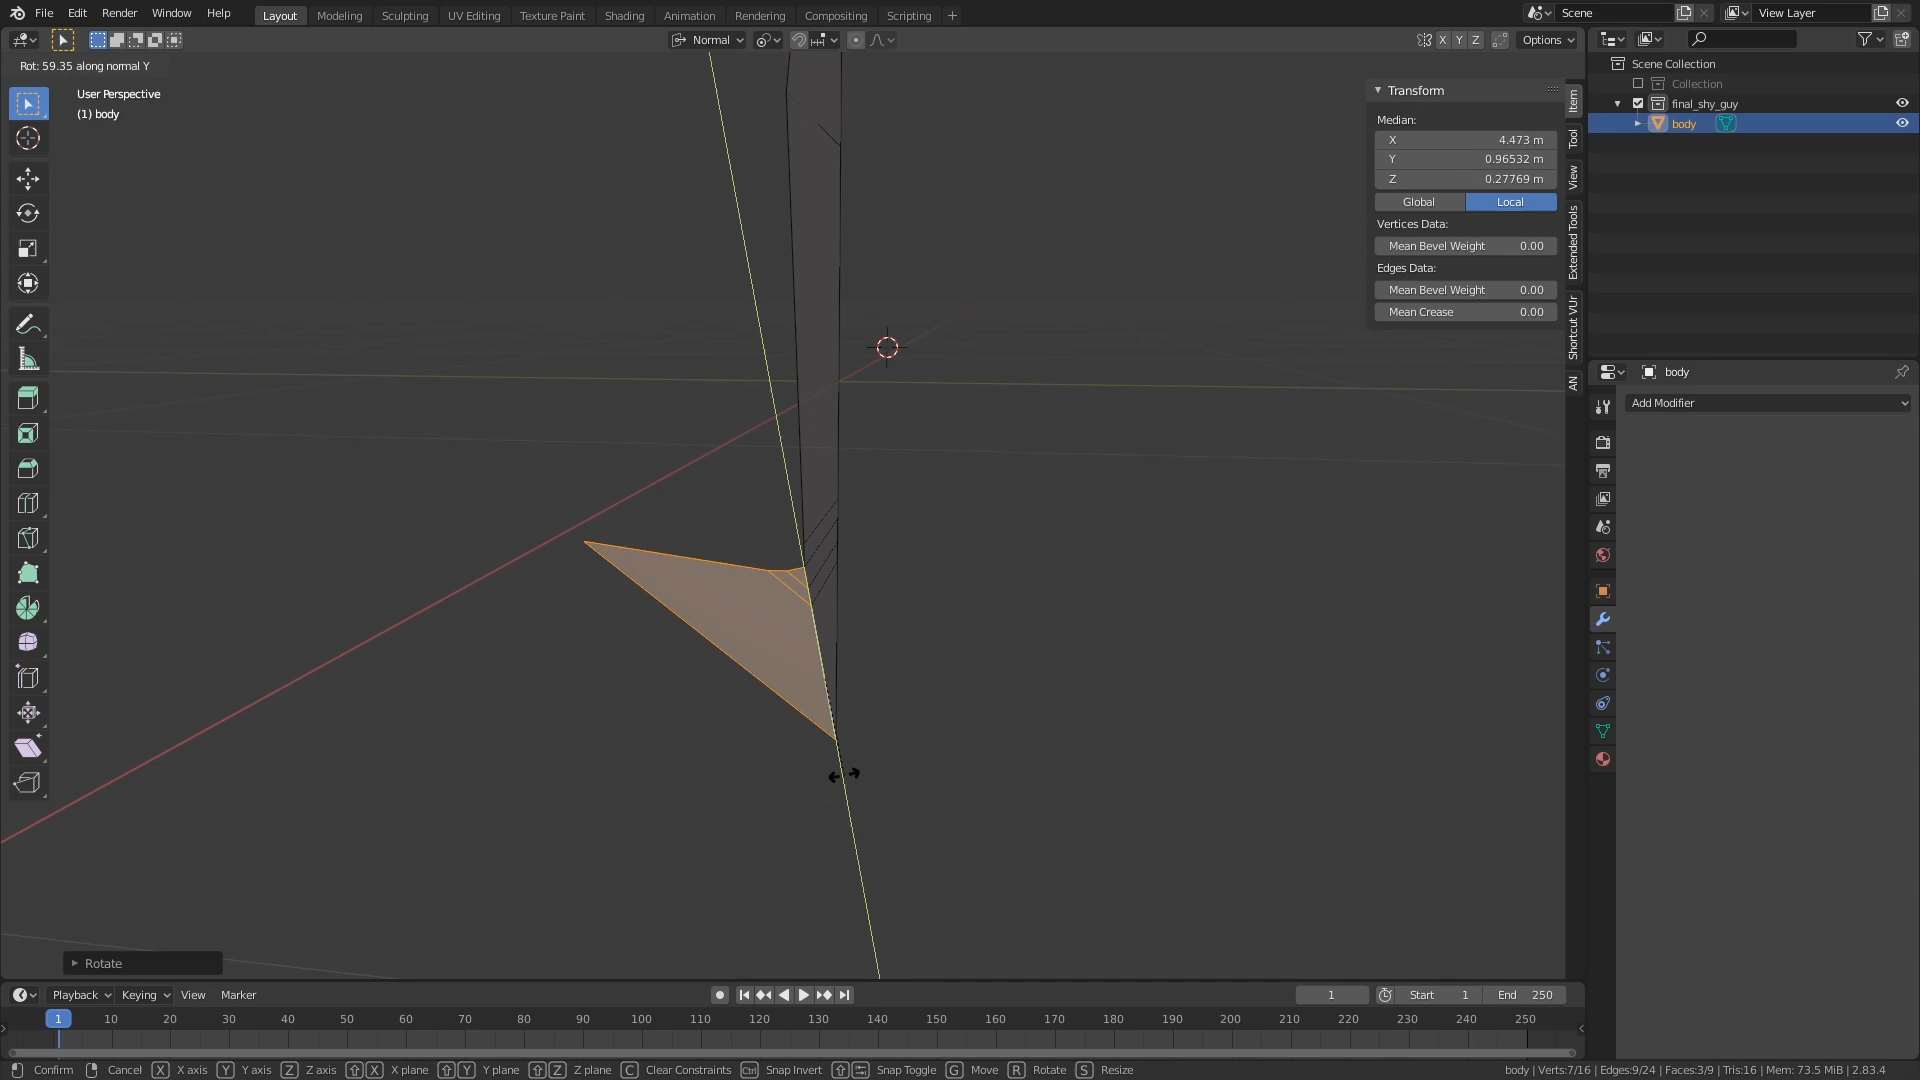 File Edit Render Window Help Layout Modeling Sculpting UV Editing Texture Paint Shading Animation Rendering Compositing Scripting + Scene View Layer
Normal X Y Z Options
Rot: 59.35 along normal Y
User Perspective
(1) body
Transform
Median:
X 4.473 m
Y 0.96532 m
Z 0.27769 m
Global Local
Vertices Data:
Mean Bevel Weight 0.00
Edges Data:
Mean Bevel Weight 0.00
Mean Crease 0.00
Item
Tool
View
Extended Tools
Shortcut VUr
AN
Scene Collection
Collection
final_shy_guy
body
body
Add Modifier
Rotate
Playback Keying View Marker 1 Start 1 End 250
1 10 20 30 40 50 60 70 80 90 100 110 120 130 140 150 160 170 180 190 200 210 220 230 240 250
Confirm Cancel X X axis Y Y axis Z Z axis X X plane Y Y plane Z Z plane C Clear Constraints Ctrl Snap Invert Snap Toggle G Move R Rotate S Resize body | Verts:7/16 | Edges:9/24 | Faces:3/9 | Tris:16 | Mem: 73.5 MiB | 2.83.4